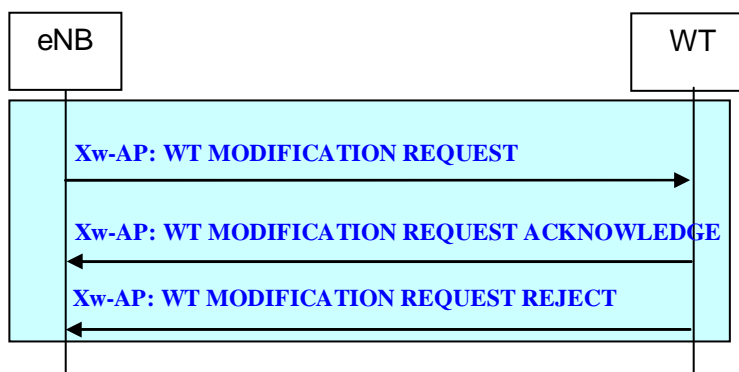 eNB
WT
Xw-AP: WT MODIFICATION REQUEST
Xw-AP: WT MODIFICATION REQUEST ACKNOWLEDGE
Xw-AP: WT MODIFICATION REQUEST REJECT